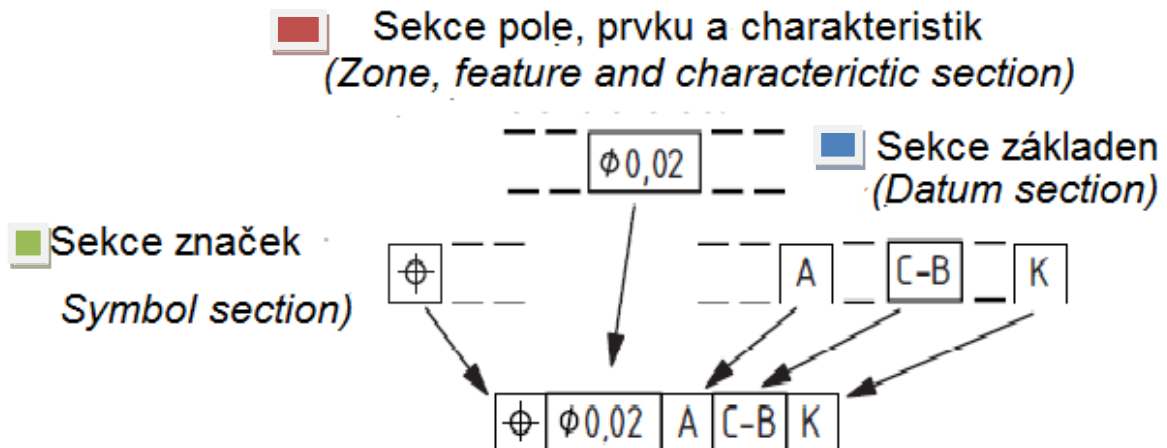 Sekce pole, prvku a charakteristik
(Zone, feature and characterictic section)
ϕ0,02
Sekce základen
(Datum section)
Sekce značek
Symbol section)
⌖ A C-B K
⌖ ϕ0,02 A C-B K